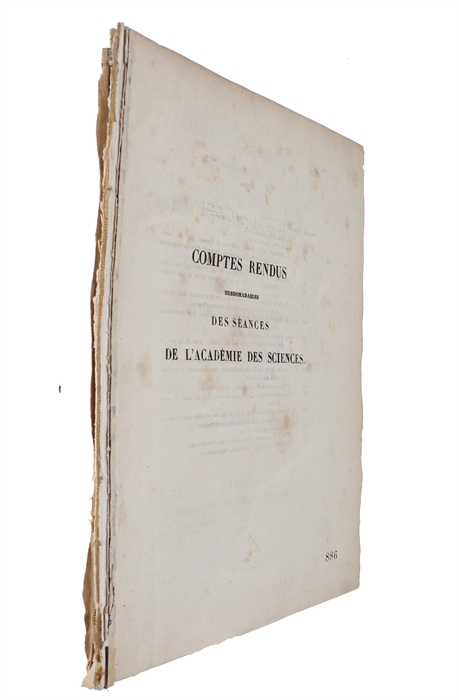 COMPTES RENDUS
HEBDOMADAIRES
DES SÉANCES
DE L'ACADÉMIE DES SCIENCES.
886